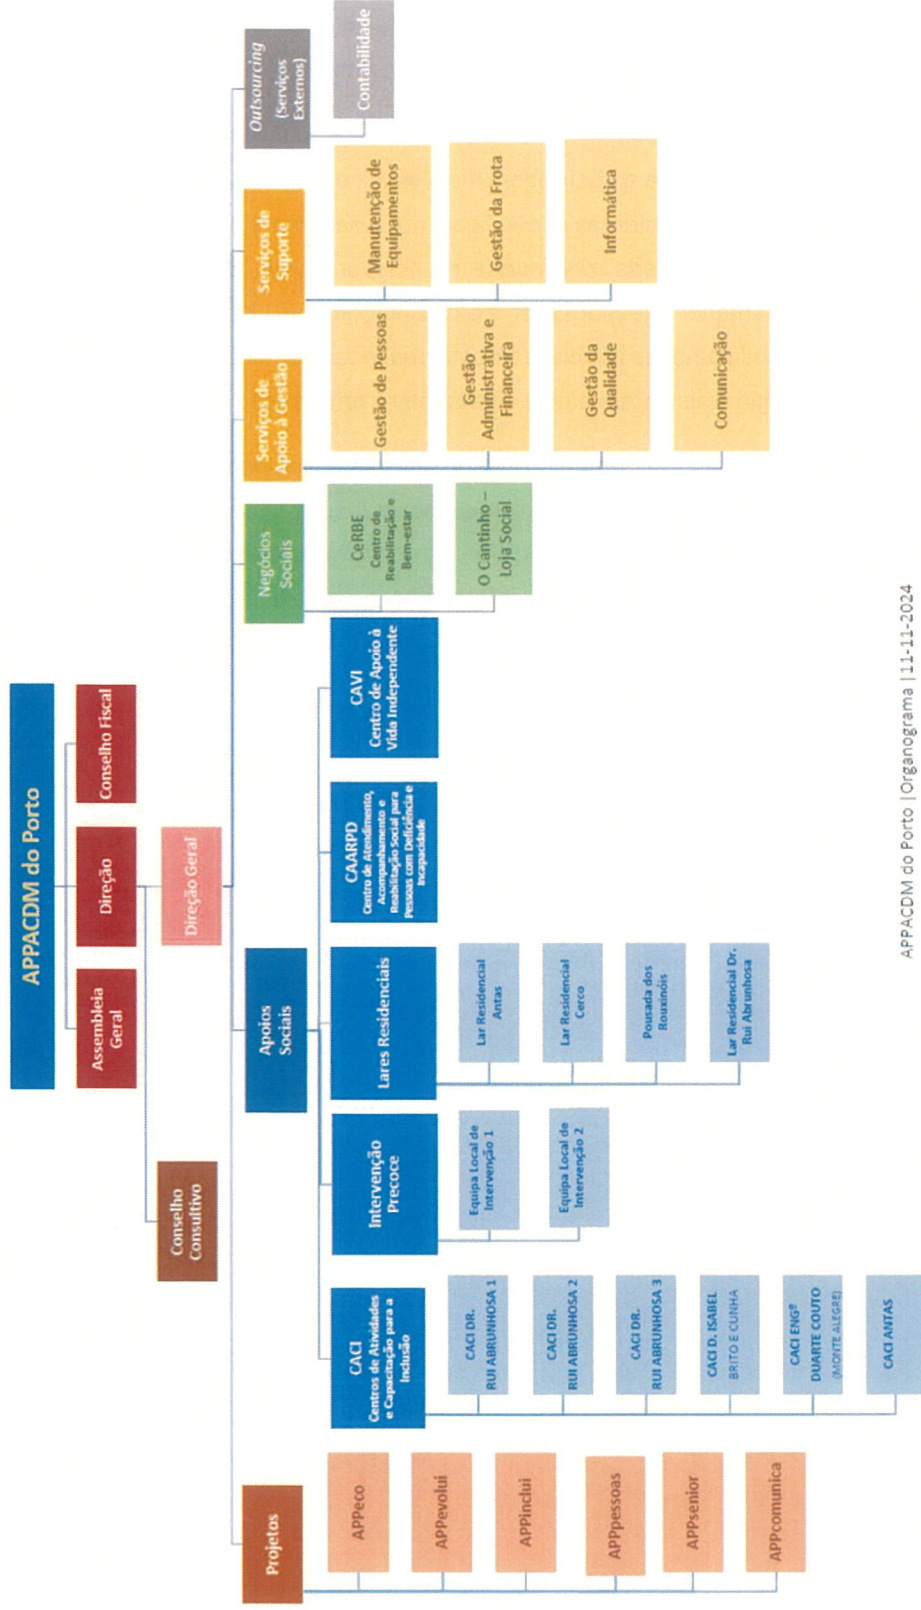 APPACDM do Porto
Assembleia
Geral
Direção
Conselho Fiscal
Conselho
Consultivo
Direção Geral
Projetos
APPeco
APPevolui
APPinclui
APPpessoas
APPsenior
APPcomunica
Apoios
Sociais
CACI
Centros de Atividades
e Capacitação para a
Inclusão
CACI DR.
RUI ABRUNHOSA 1
CACI DR.
RUI ABRUNHOSA 2
CACI DR.
RUI ABRUNHOSA 3
CACI D. ISABEL
BRITO E CUNHA
CACI ENGº
DUARTE COUTO
(MONTE ALEGRE)
CACI ANTAS
Intervenção
Precoce
Equipa Local de
Intervenção 1
Equipa Local de
Intervenção 2
Lares Residenciais
Lar Residencial
Antas
Lar Residencial
Cerco
Pousada dos
Rouxinóis
Lar Residencial Dr.
Rui Abrunhosa
CAARPD
Centro de Atendimento,
Acompanhamento e
Reabilitação Social para
Pessoas com Deficiência e
Incapacidade
CAVI
Centro de Apoio à
Vida Independente
Negócios
Sociais
CeRBE
Centro de
Reabilitação e
Bem-estar
O Cantinho –
Loja Social
Serviços de
Apoio à Gestão
Gestão de Pessoas
Gestão
Administrativa e
Financeira
Gestão da
Qualidade
Comunicação
Serviços de
Suporte
Manutenção de
Equipamentos
Gestão da Frota
Informática
Outsourcing
(Serviços
Externos)
Contabilidade
APPACDM do Porto |Organograma |11-11-2024